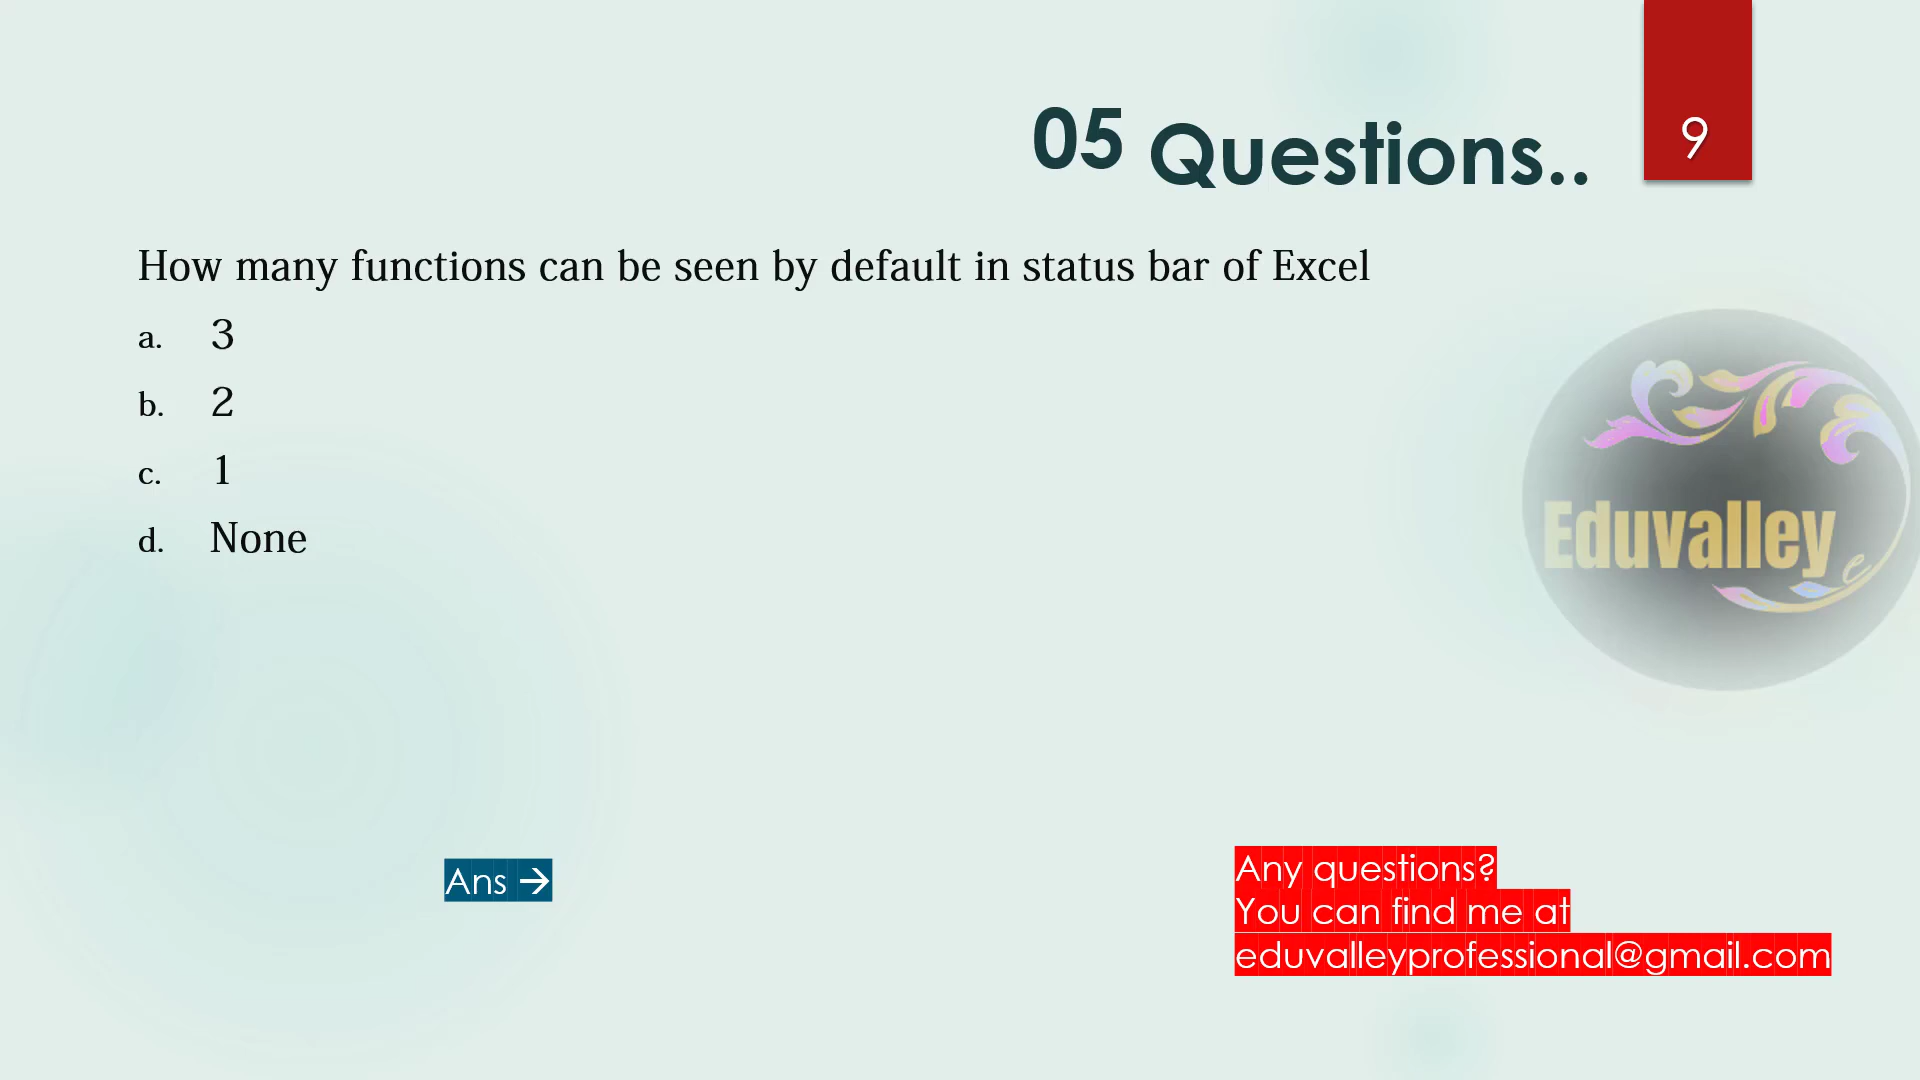 05 Questions..
9
How many functions can be seen by default in status bar of Excel
a. 3
b. 2
c. 1
d. None
Eduvalley
e
Ans →
Any questions?
You can find me at
eduvalleyprofessional@gmail.com